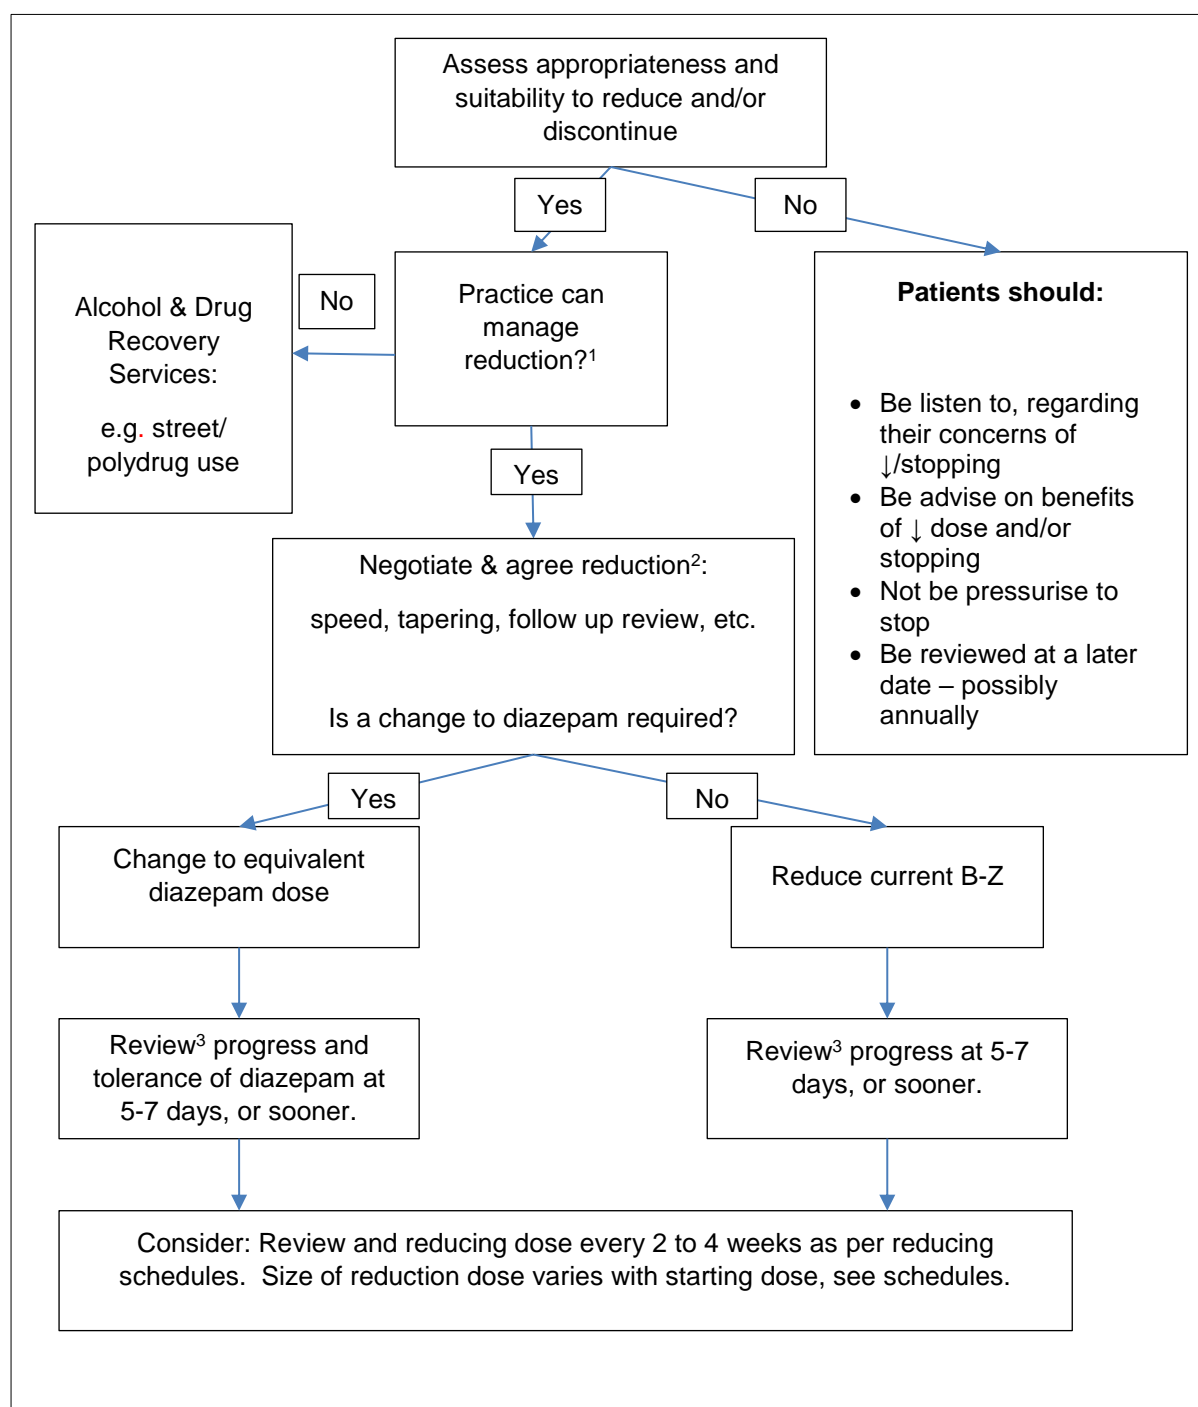 Assess appropriateness and
suitability to reduce and/or
discontinue
Yes
No
Alcohol & Drug
Recovery
Services:
e.g. street/
polydrug use
No
Practice can
manage
reduction?¹
Patients should:
• Be listen to, regarding
their concerns of
↓/stopping
• Be advise on benefits
of ↓ dose and/or
stopping
• Not be pressurise to
stop
• Be reviewed at a later
date – possibly
annually
Yes
Negotiate & agree reduction²:
speed, tapering, follow up review, etc.
Is a change to diazepam required?
Yes
No
Change to equivalent
diazepam dose
Reduce current B-Z
Review³ progress and
tolerance of diazepam at
5-7 days, or sooner.
Review³ progress at 5-7
days, or sooner.
Consider: Review and reducing dose every 2 to 4 weeks as per reducing
schedules.  Size of reduction dose varies with starting dose, see schedules.